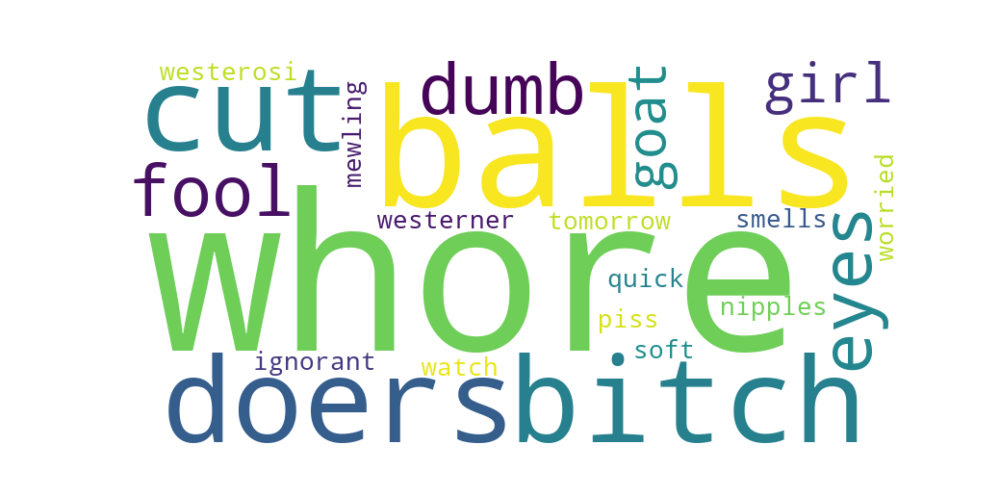 westerosi
cut
mewling
balls
dumb
goat
girl
fool
westerner
tomorrow
smells
worried
whore
quick
eyes
nipples
piss
soft
ignorant
watch
doers
bitch